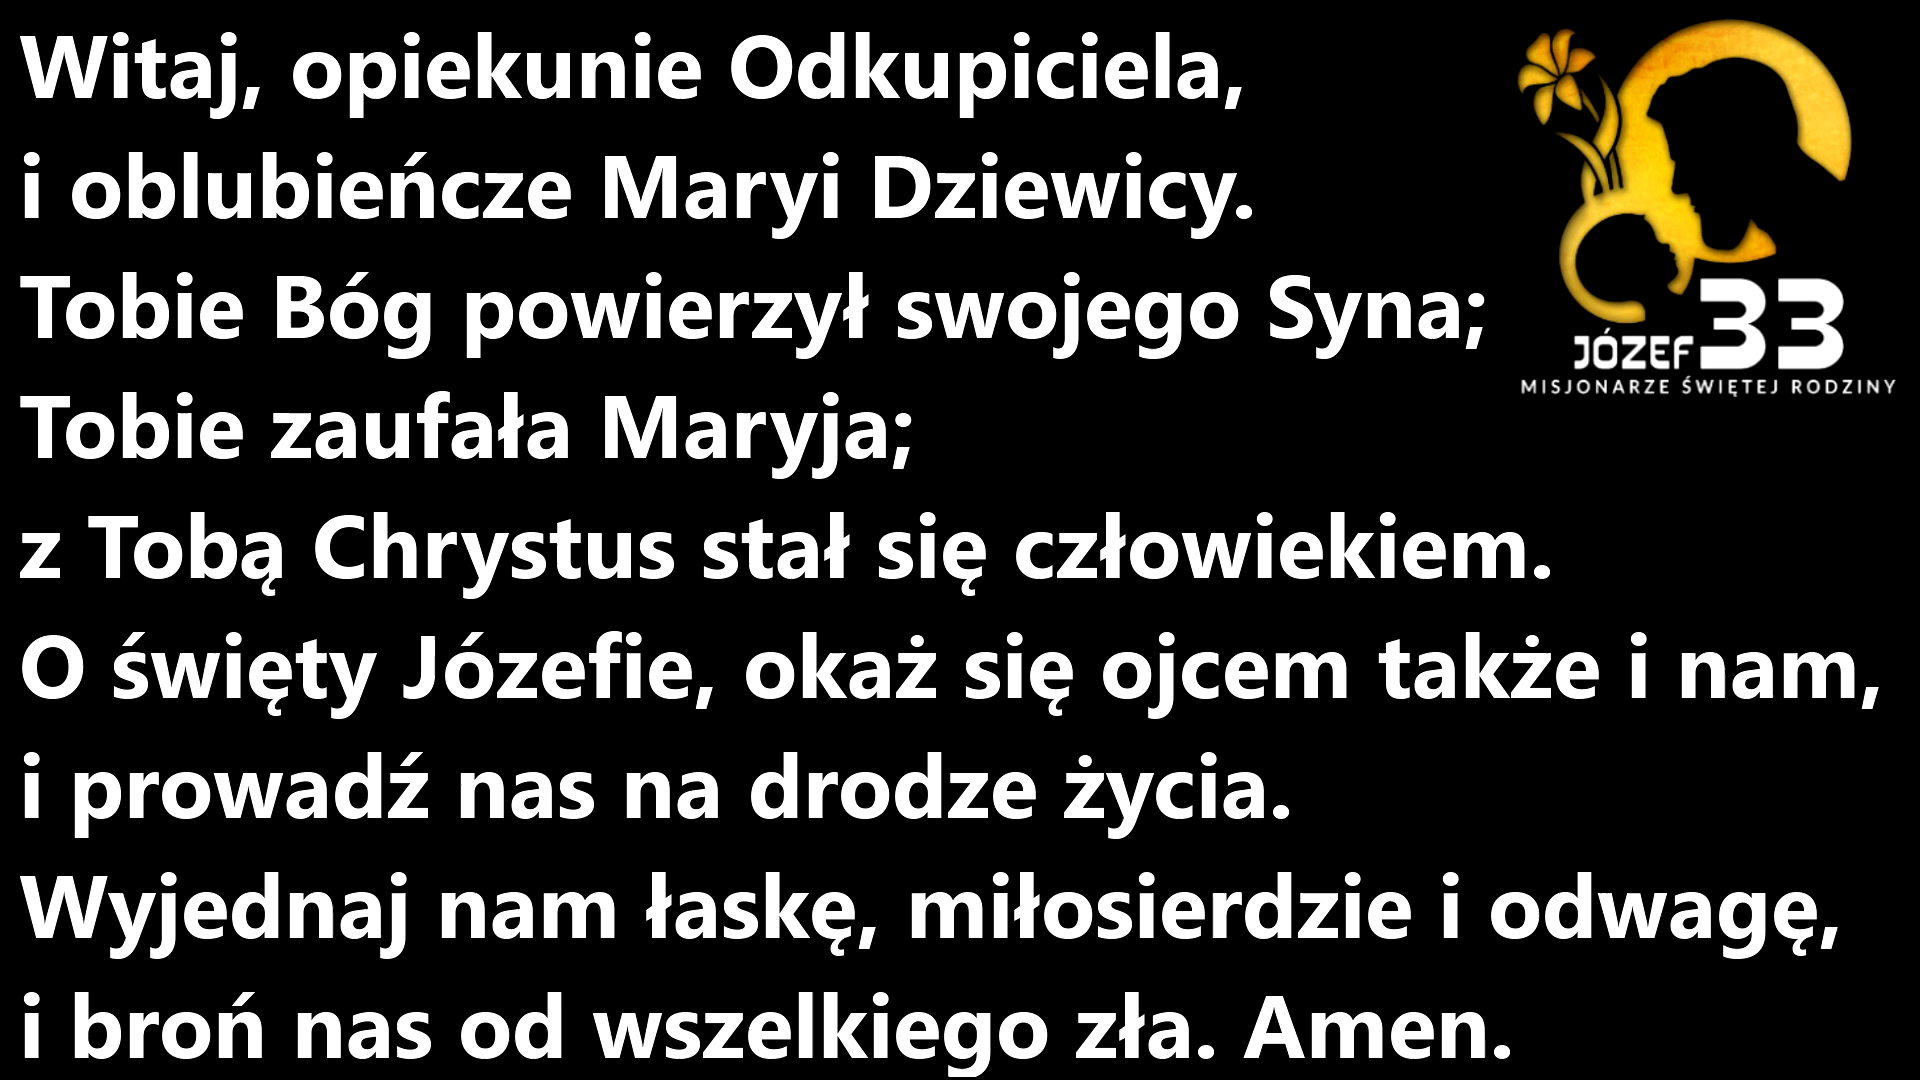 Witaj, opiekunie Odkupiciela,
i oblubieńcze Maryi Dziewicy.
Tobie Bóg powierzył swojego Syna;
Tobie zaufała Maryja;
z Tobą Chrystus stał się człowiekiem.
O święty Józefie, okaż się ojcem także i nam,
i prowadź nas na drodze życia.
Wyjednaj nam łaskę, miłosierdzie i odwagę,
i broń nas od wszelkiego zła. Amen.
JÓZEF 33
MISJONARZE ŚWIĘTEJ RODZINY